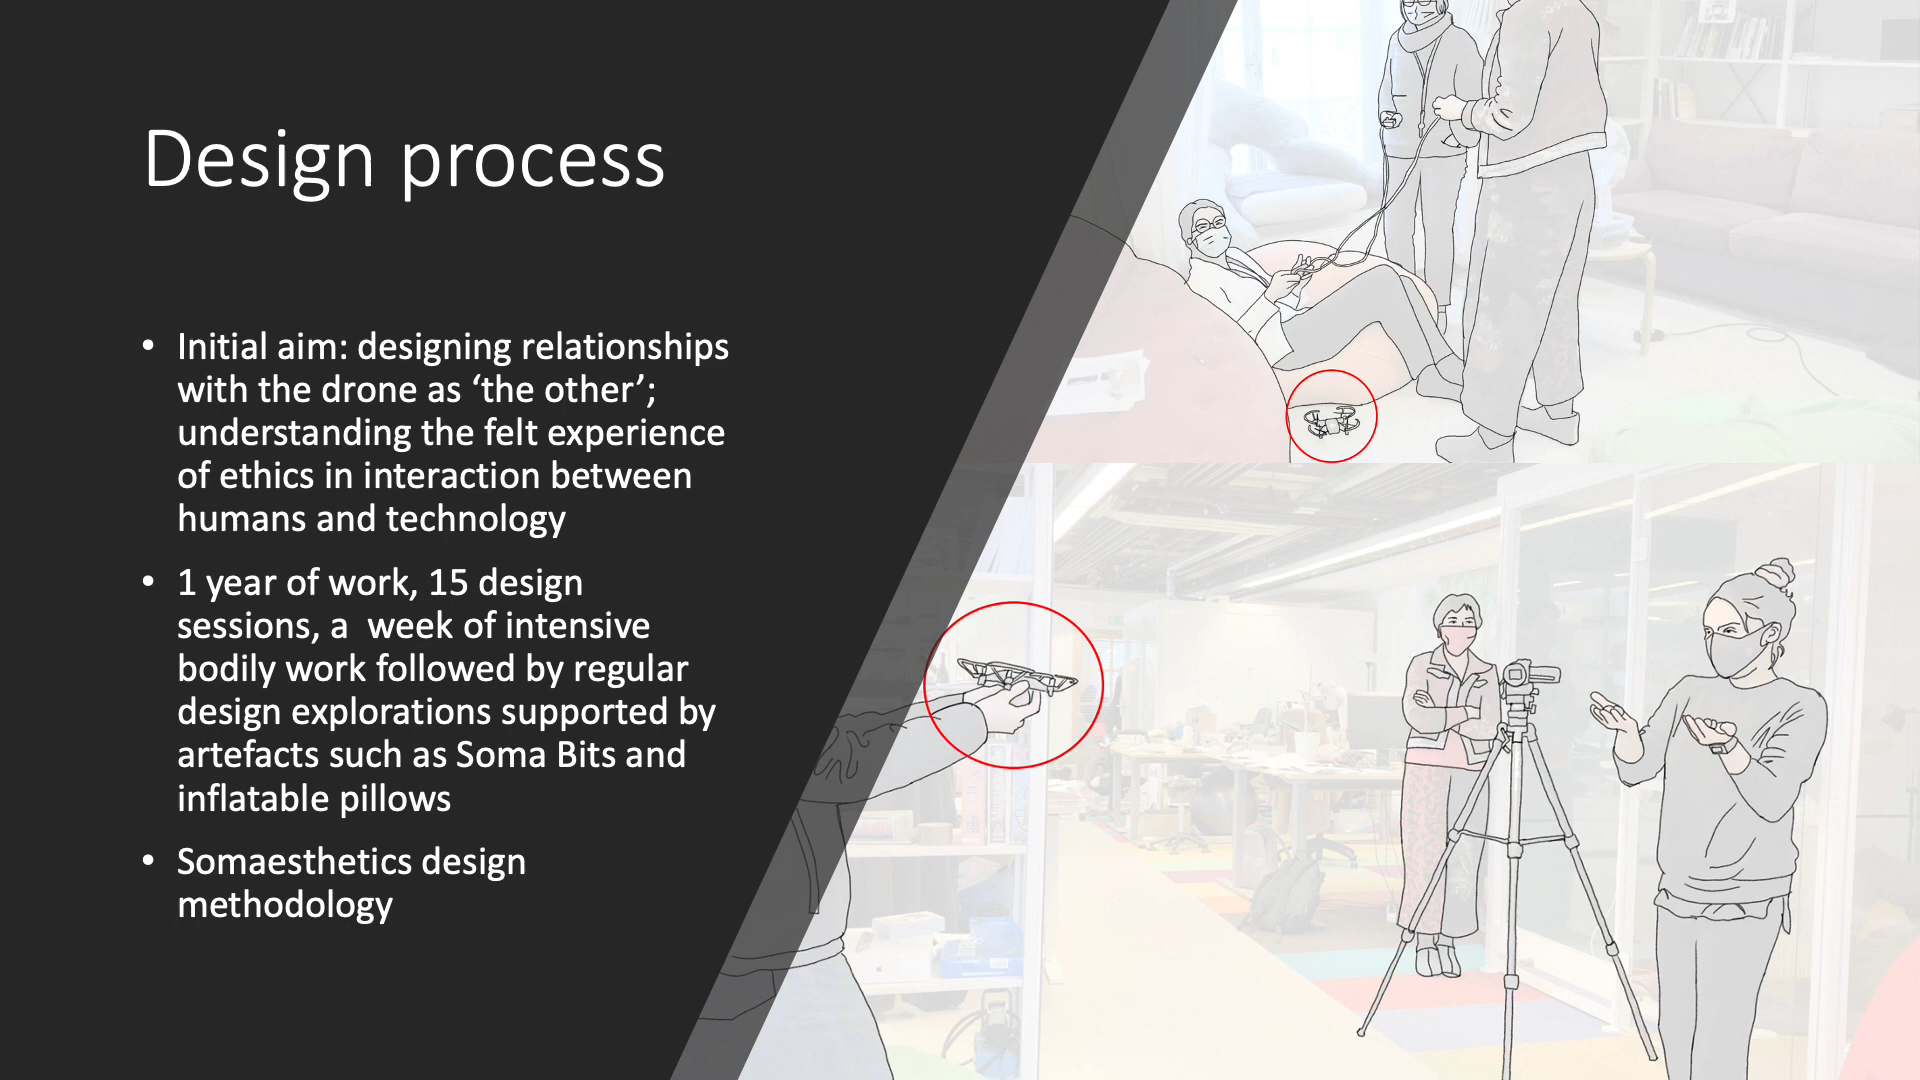 Design process
• Initial aim: designing relationships
with the drone as ‘the other’;
understanding the felt experience
of ethics in interaction between
humans and technology
• 1 year of work, 15 design
sessions, a  week of intensive
bodily work followed by regular
design explorations supported by
artefacts such as Soma Bits and
inflatable pillows
• Somaesthetics design
methodology